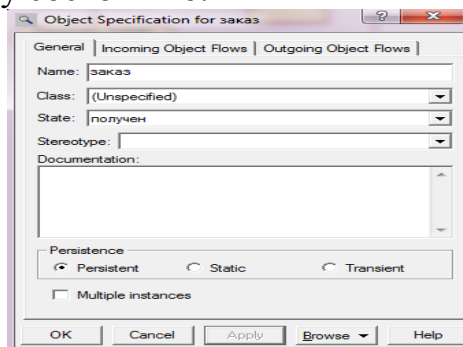 Object Specification for заказ
General Incoming Object Flows Outgoing Object Flows
Name: заказ
Class: (Unspecified)
State: получен
Stereotype:
Documentation:
Persistence
Persistent Static Transient
Multiple instances
OK Cancel Apply Browse Help